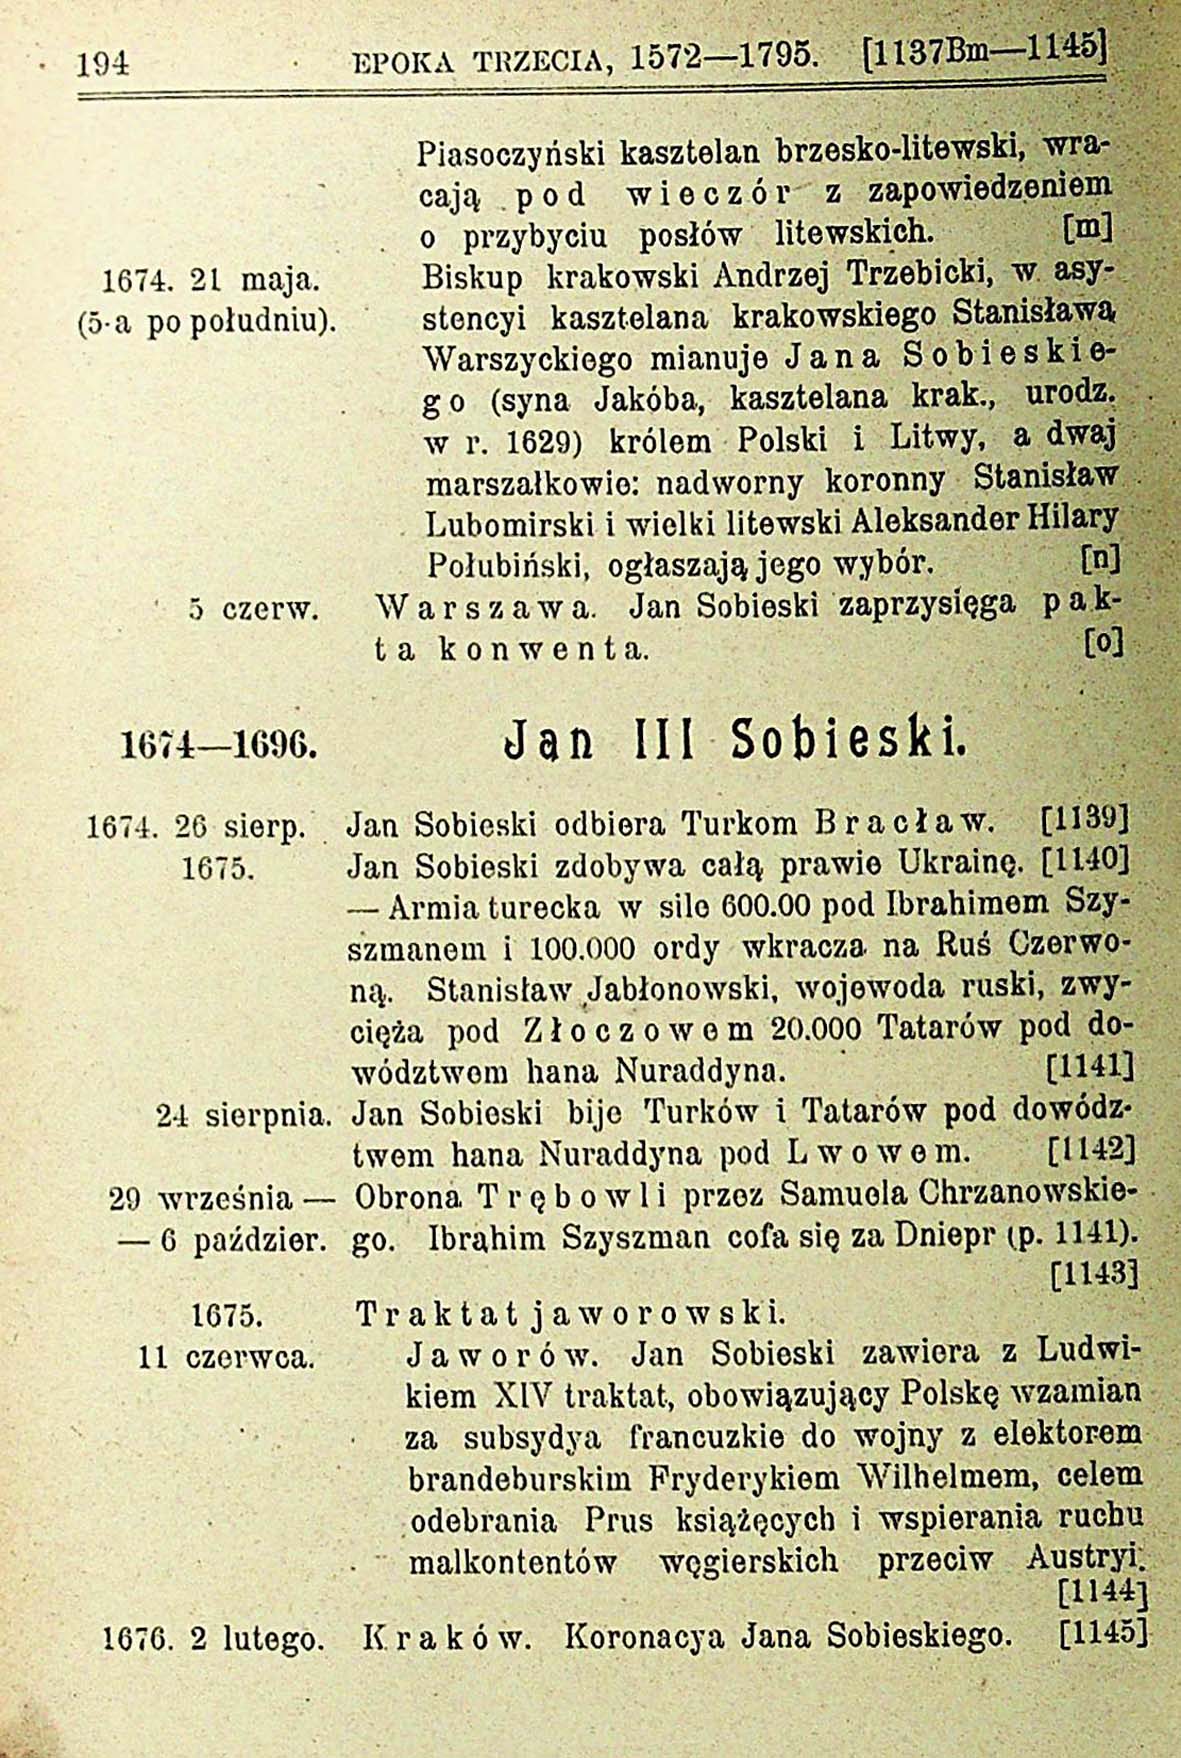 194 EPOKA TRZECIA, 1572—1795. [1137Bm—1145]
Piasoczyński kasztelan brzesko-litewski, wra-
cają pod wieczór z zapowiedzeniem
o przybyciu posłów litewskich. [m]
1674. 21 maja. Biskup krakowski Andrzej Trzebicki, w asy-
(5-a po południu). stencyi kasztelana krakowskiego Stanisława
Warszyckiego mianuje Jana Sobieskie-
go (syna Jakóba, kasztelana krak., urodz.
w r. 1629) królem Polski i Litwy, a dwaj
marszałkowie: nadworny koronny Stanisław
Lubomirski i wielki litewski Aleksander Hilary
Połubiński, ogłaszają jego wybór. [n]
5 czerw. Warszawa. Jan Sobieski zaprzysięga pak-
ta konwenta. [o]
1674—1696. Jan III Sobieski.
1674. 26 sierp. Jan Sobieski odbiera Turkom Bracław. [1139]
1675. Jan Sobieski zdobywa całą prawie Ukrainę. [1140]
— Armia turecka w sile 600.00 pod Ibrahimem Szy-
szmanem i 100.000 ordy wkracza na Ruś Czerwo-
ną. Stanisław Jabłonowski, wojewoda ruski, zwy-
cięża pod Złoczowem 20.000 Tatarów pod do-
wództwem hana Nuraddyna. [1141]
24 sierpnia. Jan Sobieski bije Turków i Tatarów pod dowódz-
twem hana Nuraddyna pod Lwowem. [1142]
29 września — Obrona Trębowli przez Samuela Chrzanowskie-
— 6 paździer. go. Ibrahim Szyszman cofa się za Dniepr (p. 1141).
[1143]
1675. Traktat jaworowski.
11 czerwca. Jaworów. Jan Sobieski zawiera z Ludwi-
kiem XIV traktat, obowiązujący Polskę wzamian
za subsydya francuzkie do wojny z elektorem
brandeburskim Fryderykiem Wilhelmem, celem
odebrania Prus książęcych i wspierania ruchu
malkontentów węgierskich przeciw Austryi.
[1144]
1676. 2 lutego. Kraków. Koronacya Jana Sobieskiego. [1145]